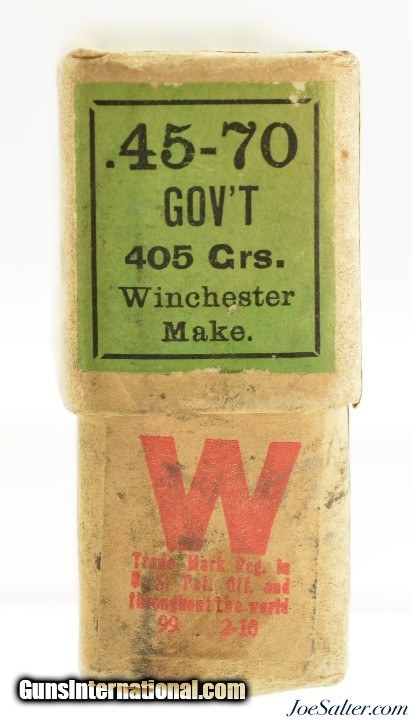 .45-70
GOV'T
405 Grs.
Winchester
Make.
W
Trade Mark Reg. in
U. S. Pat. Off. and
throughout the world
99 2-10
GunsInternational.com
JoeSalter.com